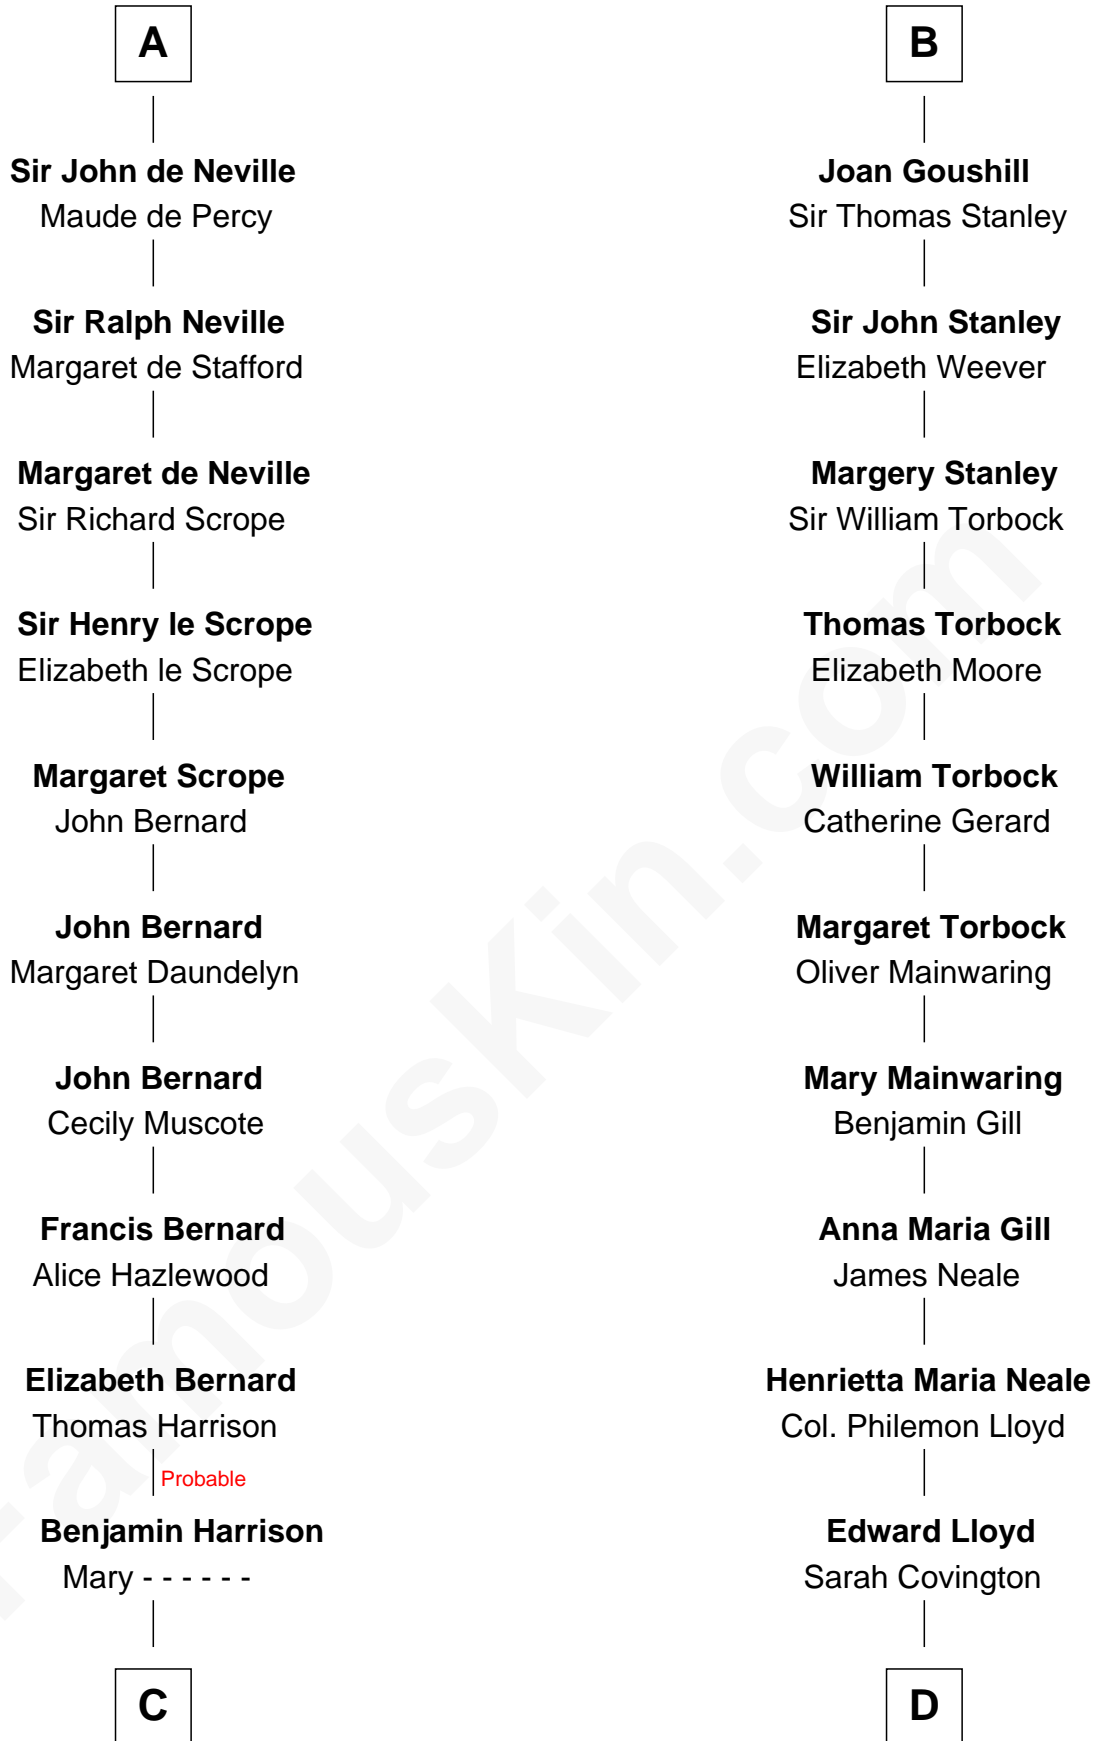 A
Sir John de Neville
Maude de Percy
Sir Ralph Neville
Margaret de Stafford
Margaret de Neville
Sir Richard Scrope
Sir Henry le Scrope
Elizabeth le Scrope
Margaret Scrope
John Bernard
John Bernard
Margaret Daundelyn
John Bernard
Cecily Muscote
Francis Bernard
Alice Hazlewood
Elizabeth Bernard
Thomas Harrison
Probable
Benjamin Harrison
Mary - - - - - -
C
B
Joan Goushill
Sir Thomas Stanley
Sir John Stanley
Elizabeth Weever
Margery Stanley
Sir William Torbock
Thomas Torbock
Elizabeth Moore
William Torbock
Catherine Gerard
Margaret Torbock
Oliver Mainwaring
Mary Mainwaring
Benjamin Gill
Anna Maria Gill
James Neale
Henrietta Maria Neale
Col. Philemon Lloyd
Edward Lloyd
Sarah Covington
D
FamousKin.com